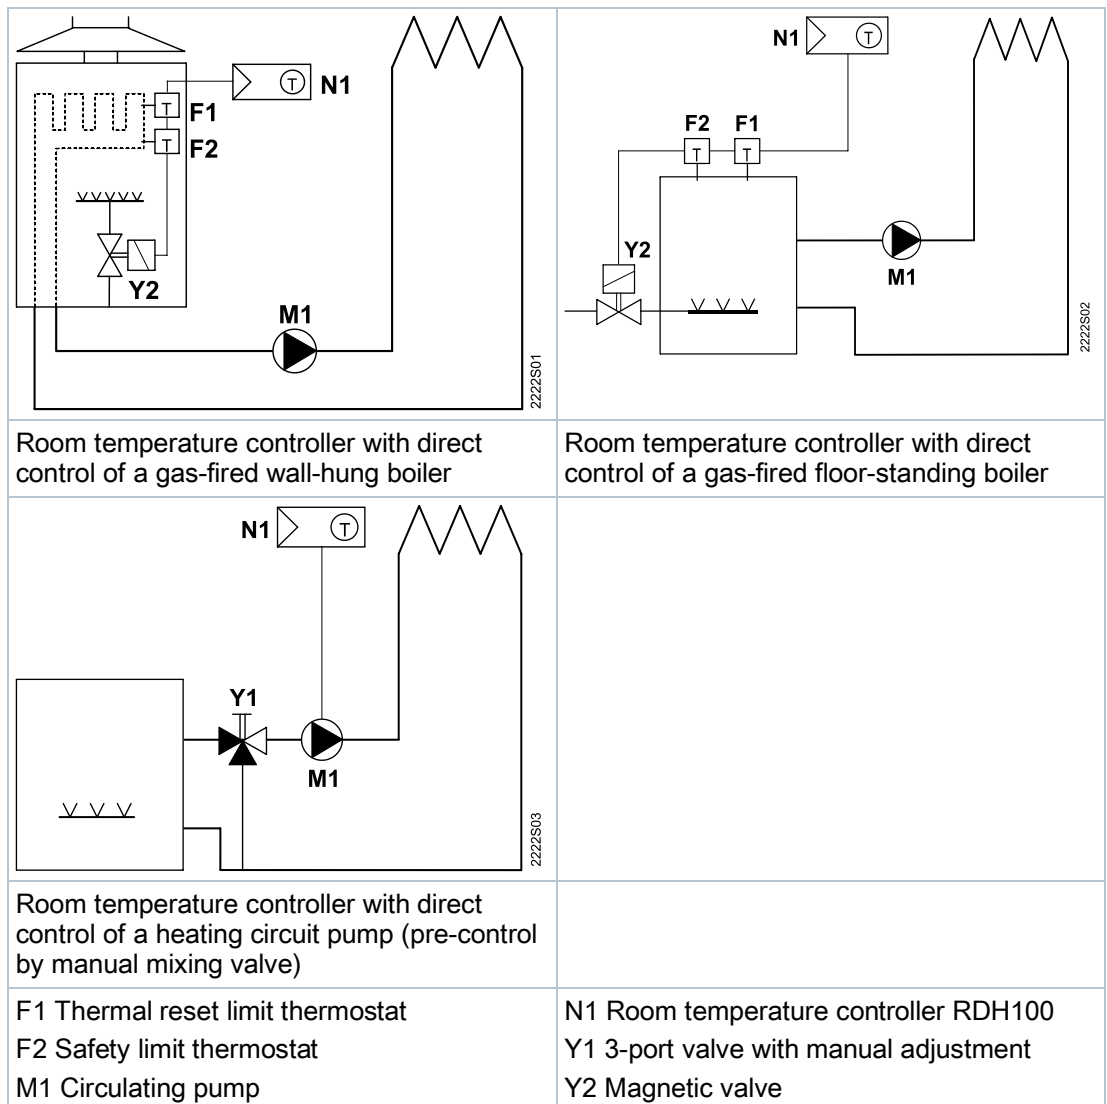 N1
T
T
F1
T
F2
Y2
M1
2222S01
N1
T
F2
F1
T
T
Y2
M1
2222S02
Room temperature controller with direct
control of a gas-fired wall-hung boiler
Room temperature controller with direct
control of a gas-fired floor-standing boiler
N1
T
Y1
M1
2222S03
Room temperature controller with direct
control of a heating circuit pump (pre-control
by manual mixing valve)
F1 Thermal reset limit thermostat
F2 Safety limit thermostat
M1 Circulating pump
N1 Room temperature controller RDH100
Y1 3-port valve with manual adjustment
Y2 Magnetic valve